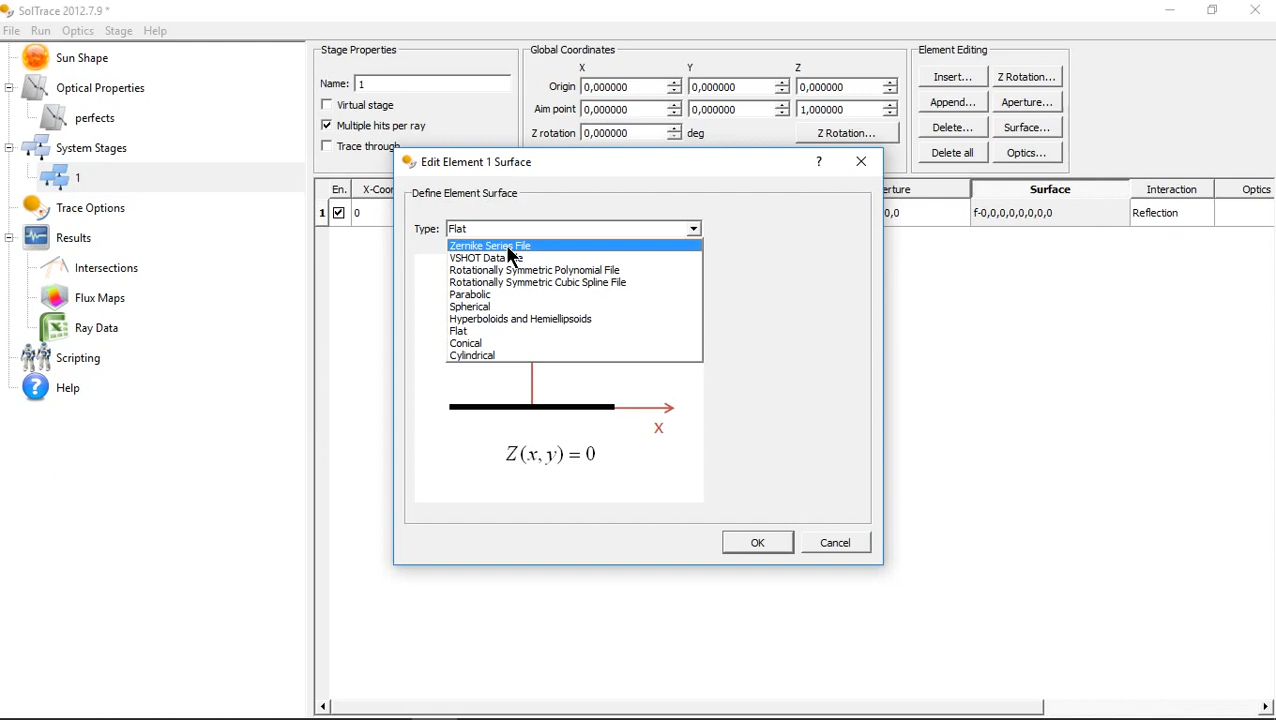 SolTrace 2012.7.9 *
File Run Optics Stage Help
Sun Shape
Optical Properties
perfects
System Stages
1
Trace Options
Results
Intersections
Flux Maps
Ray Data
Scripting
Help
Stage Properties
Name: 1
Virtual stage
Multiple hits per ray
Trace through
Global Coordinates
X Y Z
Origin 0,000000 0,000000 0,000000
Aim point 0,000000 0,000000 1,000000
Z rotation 0,000000 deg Z Rotation...
Element Editing
Insert... Z Rotation...
Append... Aperture...
Delete... Surface...
Delete all Optics...
En. X-Coor erture Surface Interaction Optics
1 0 0,0 f-0,0,0,0,0,0,0,0 Reflection
Edit Element 1 Surface
Define Element Surface
Type: Flat
Zernike Series File
VSHOT Data
Rotationally Symmetric Polynomial File
Rotationally Symmetric Cubic Spline File
Parabolic
Spherical
Hyperboloids and Hemiellipsoids
Flat
Conical
Cylindrical
X
Z(x, y) = 0
OK Cancel